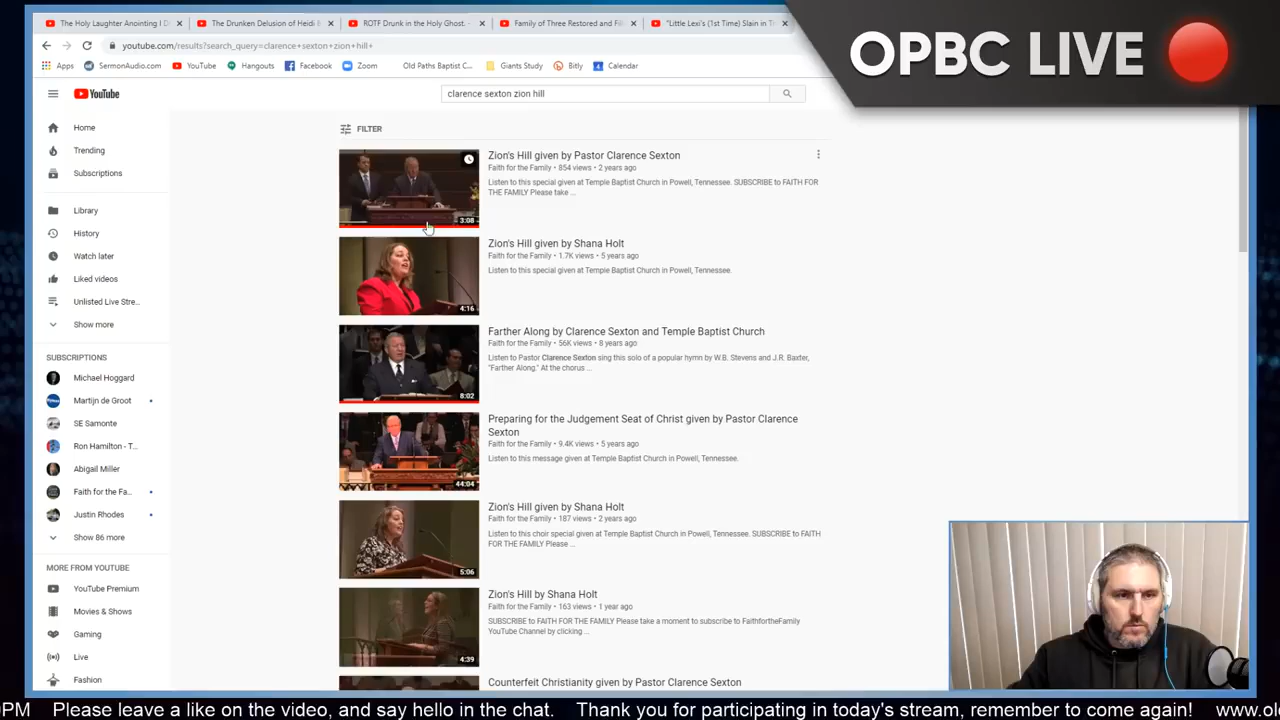 The Holy Laughter Anointing I D
The Drunken Delusion of Heidi
ROTF Drunk in the Holy Ghost.
Family of Three Restored and Fil
"Little Lexi's (1st Time) Slain in T
OPBC LIVE
youtube.com/results?search_query=clarence+sexton+zion+hill+
Apps
SermonAudio.com
YouTube
Hangouts
Facebook
Zoom
Old Paths Baptist C...
Giants Study
Bitly
Calendar
YouTube
clarence sexton zion hill
FILTER
Home
Trending
Subscriptions
Library
History
Watch later
Liked videos
Unlisted Live Stre...
Show more
SUBSCRIPTIONS
Michael Hoggard
Martijn de Groot
SE Samonte
Ron Hamilton - T...
Abigail Miller
Faith for the Fa...
Justin Rhodes
Show 86 more
MORE FROM YOUTUBE
YouTube Premium
Movies & Shows
Gaming
Live
Fashion
3:08
Zion's Hill given by Pastor Clarence Sexton
Faith for the Family • 854 views • 2 years ago
Listen to this special given at Temple Baptist Church in Powell, Tennessee. SUBSCRIBE to FAITH FOR
THE FAMILY Please take ...
4:16
Zion's Hill given by Shana Holt
Faith for the Family • 1.7K views • 5 years ago
Listen to this special given at Temple Baptist Church in Powell, Tennessee.
8:02
Farther Along by Clarence Sexton and Temple Baptist Church
Faith for the Family • 56K views • 8 years ago
Listen to Pastor Clarence Sexton sing this solo of a popular hymn by W.B. Stevens and J.R. Baxter,
"Farther Along." At the chorus ...
44:04
Preparing for the Judgement Seat of Christ given by Pastor Clarence
Sexton
Faith for the Family • 9.4K views • 5 years ago
Listen to this message given at Temple Baptist Church in Powell, Tennessee.
5:06
Zion's Hill given by Shana Holt
Faith for the Family • 187 views • 2 years ago
Listen to this choir special given at Temple Baptist Church in Powell, Tennessee. SUBSCRIBE to FAITH
FOR THE FAMILY Please ...
4:39
Zion's Hill by Shana Holt
Faith for the Family • 163 views • 1 year ago
SUBSCRIBE to FAITH FOR THE FAMILY Please take a moment to subscribe to FaithfortheFamily
YouTube Channel by clicking ...
Counterfeit Christianity given by Pastor Clarence Sexton
PM Please leave a like on the video, and say hello in the chat. Thank you for participating in today's stream, remember to come again! www.ol